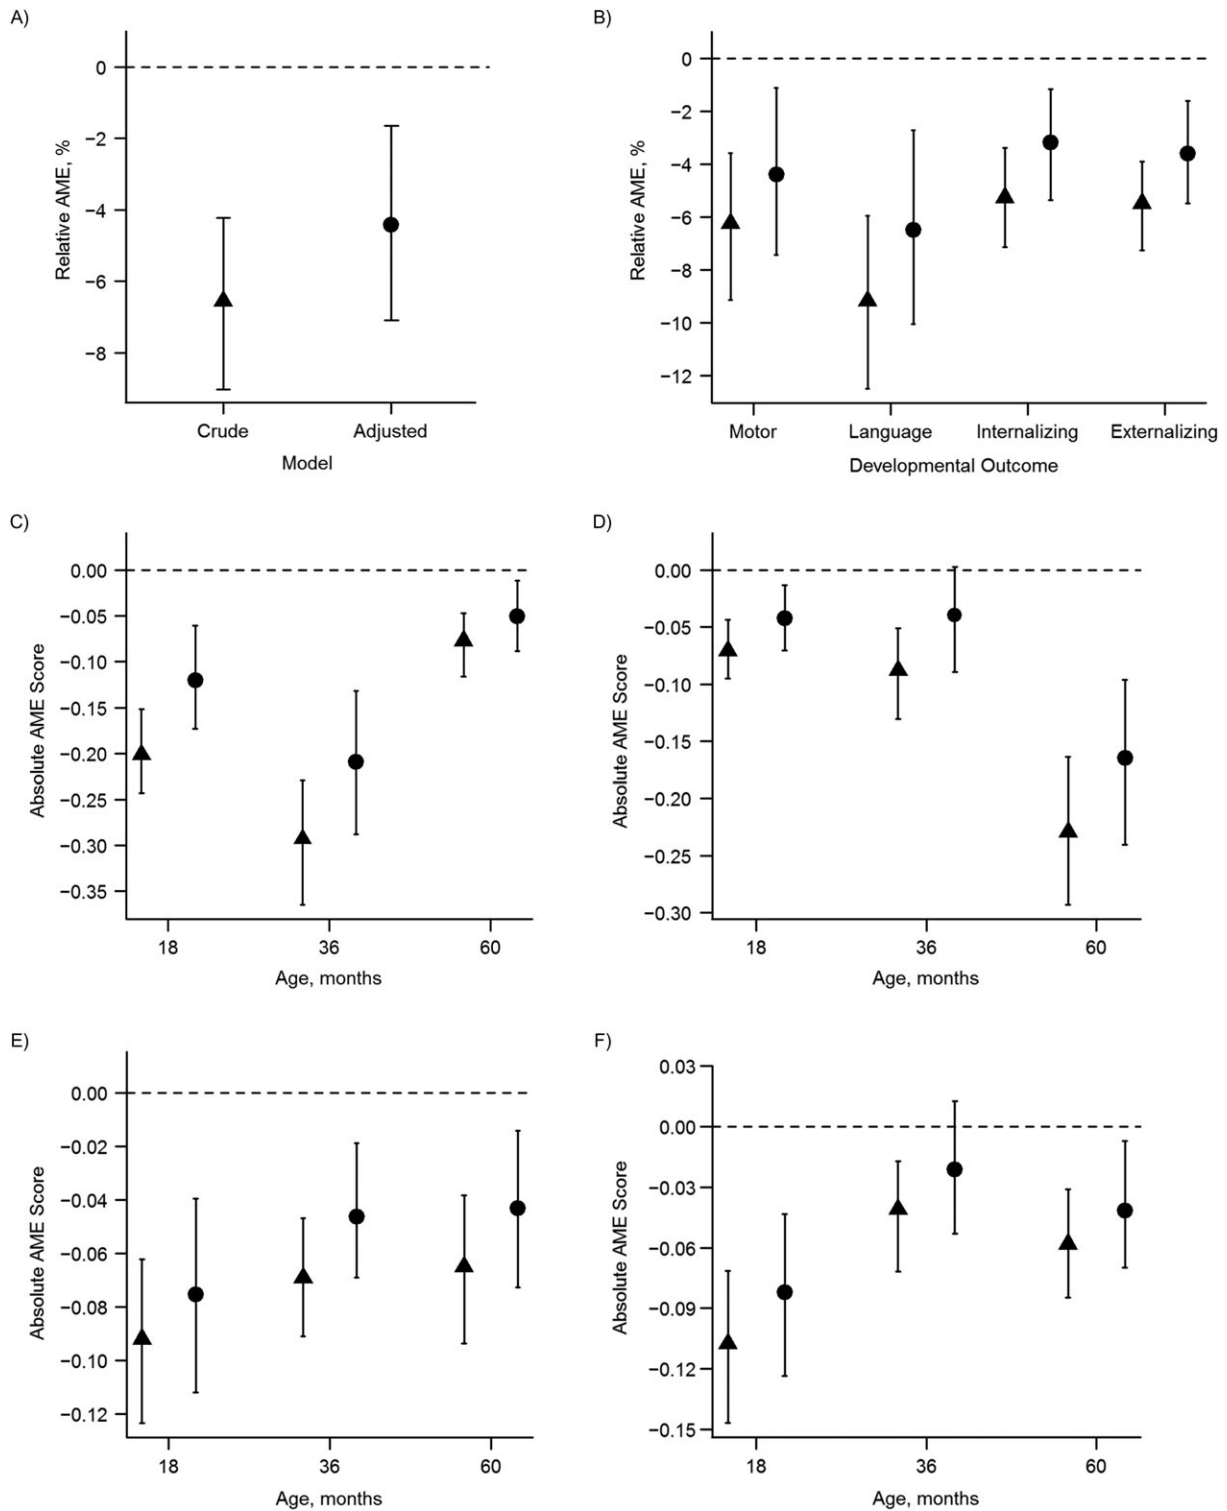 A)
0
−2
−4
−6
−8
Relative AME, %
Crude
Adjusted
Model
B)
0
−2
−4
−6
−8
−10
−12
Relative AME, %
Motor
Language
Internalizing
Externalizing
Developmental Outcome
C)
0.00
−0.05
−0.10
−0.15
−0.20
−0.25
−0.30
−0.35
Absolute AME Score
18
36
60
Age, months
D)
0.00
−0.05
−0.10
−0.15
−0.20
−0.25
−0.30
Absolute AME Score
18
36
60
Age, months
E)
0.00
−0.02
−0.04
−0.06
−0.08
−0.10
−0.12
Absolute AME Score
18
36
60
Age, months
F)
0.03
0.00
−0.03
−0.06
−0.09
−0.12
−0.15
Absolute AME Score
18
36
60
Age, months